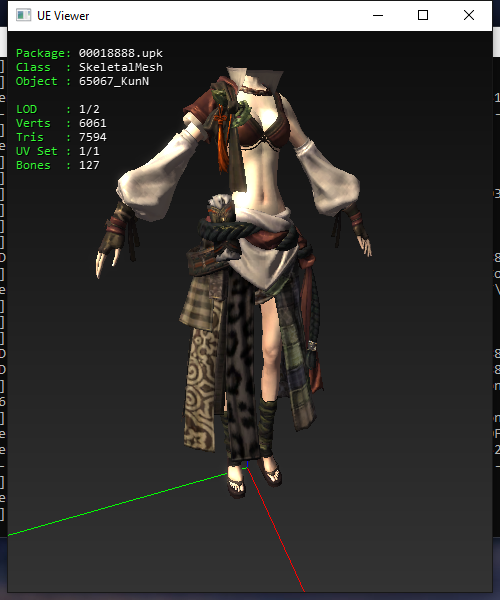 UE Viewer
Package: 00018888.upk
Class : SkeletalMesh
Object : 65067_KunN
LOD : 1/2
Verts : 6061
Tris : 7594
UV Set : 1/1
Bones : 127